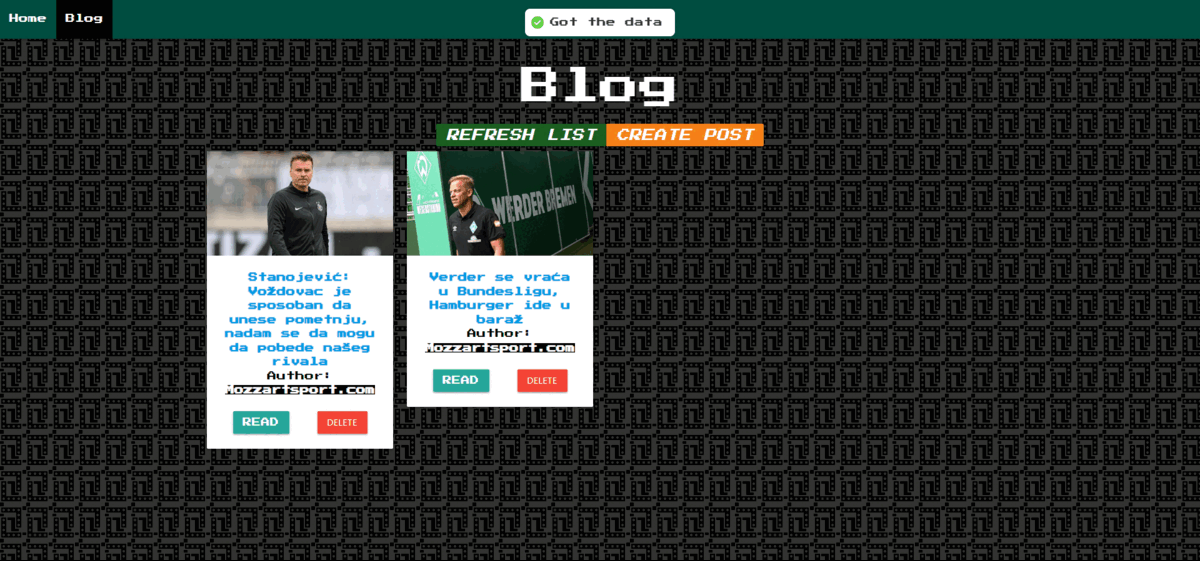 Home
Blog
Got the data
Blog
REFRESH LIST
CREATE POST
WERDER BREMEN
Stanojević:
Voždovac je
sposoban da
unese pometnju,
nadam se da mogu
da pobede našeg
rivala
Author:
Mozzartsport.com
READ
DELETE
Verder se vraća
u Bundesligu,
Hamburger ide u
baraž
Author:
Mozzartsport.com
READ
DELETE